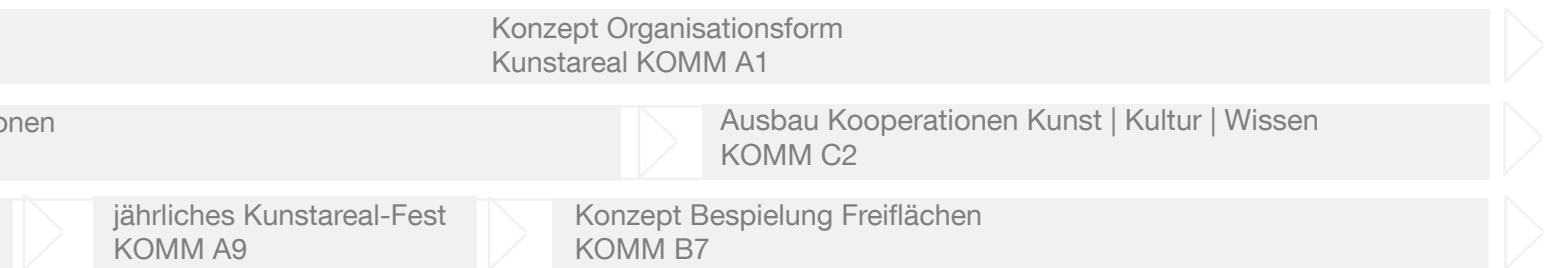 Konzept Organisationsform
Kunstareal KOMM A1
onen
Ausbau Kooperationen Kunst | Kultur | Wissen
KOMM C2
jährliches Kunstareal-Fest
KOMM A9
Konzept Bespielung Freiflächen
KOMM B7